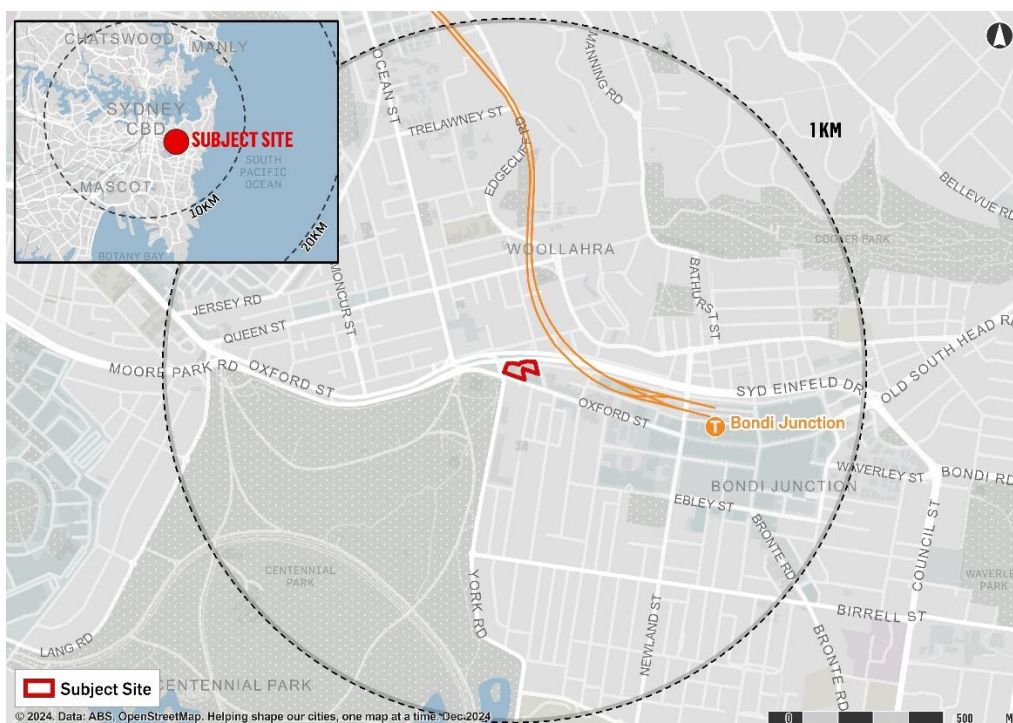 CHATSWOOD
MANLY
SYDNEY
CBD
SUBJECT SITE
SOUTH
PACIFIC
OCEAN
MASCOT
10KM
20KM
BOTANY BAY
OCEAN ST
MANNING RD
TRELAWNEY ST
EDGECLIFF RD
1 KM
BELLEVUE RD
COOPER PARK
WOOLLAHRA
BATHURST ST
MONCUR ST
JERSEY RD
QUEEN ST
MOORE PARK RD
OXFORD ST
OLD SOUTH HEAD RD
SYD EINFELD DR
OXFORD ST
T Bondi Junction
WAVERLEY ST
BONDI RD
BONDI JUNCTION
EBLEY ST
BRONTE RD
COUNCIL ST
CENTENNIAL
PARK
YORK RD
WAVERLEY
PARK
BIRRELL ST
NEWLAND ST
LANG RD
BRONTE RD
Subject Site
CENTENNIAL PARK
© 2024. Data: ABS, OpenStreetMap. Helping shape our cities, one map at a time. Dec 2024
0 500 M